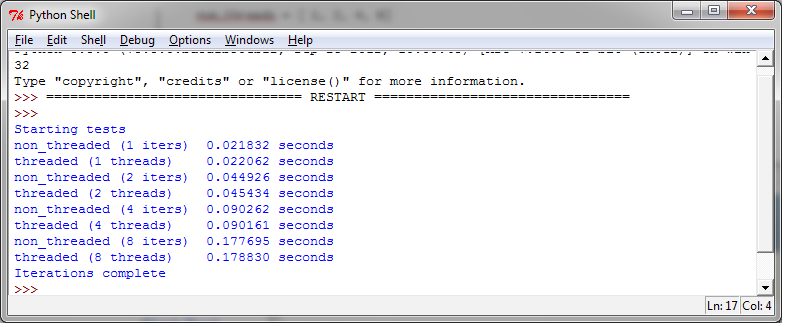 Python Shell
File Edit Shell Debug Options Windows Help
32
Type "copyright", "credits" or "license()" for more information.
>>> ================================ RESTART ================================
>>>
Starting tests
non_threaded (1 iters)  0.021832 seconds
threaded (1 threads)    0.022062 seconds
non_threaded (2 iters)  0.044926 seconds
threaded (2 threads)    0.045434 seconds
non_threaded (4 iters)  0.090262 seconds
threaded (4 threads)    0.090161 seconds
non_threaded (8 iters)  0.177695 seconds
threaded (8 threads)    0.178830 seconds
Iterations complete
>>>
Ln: 17 Col: 4